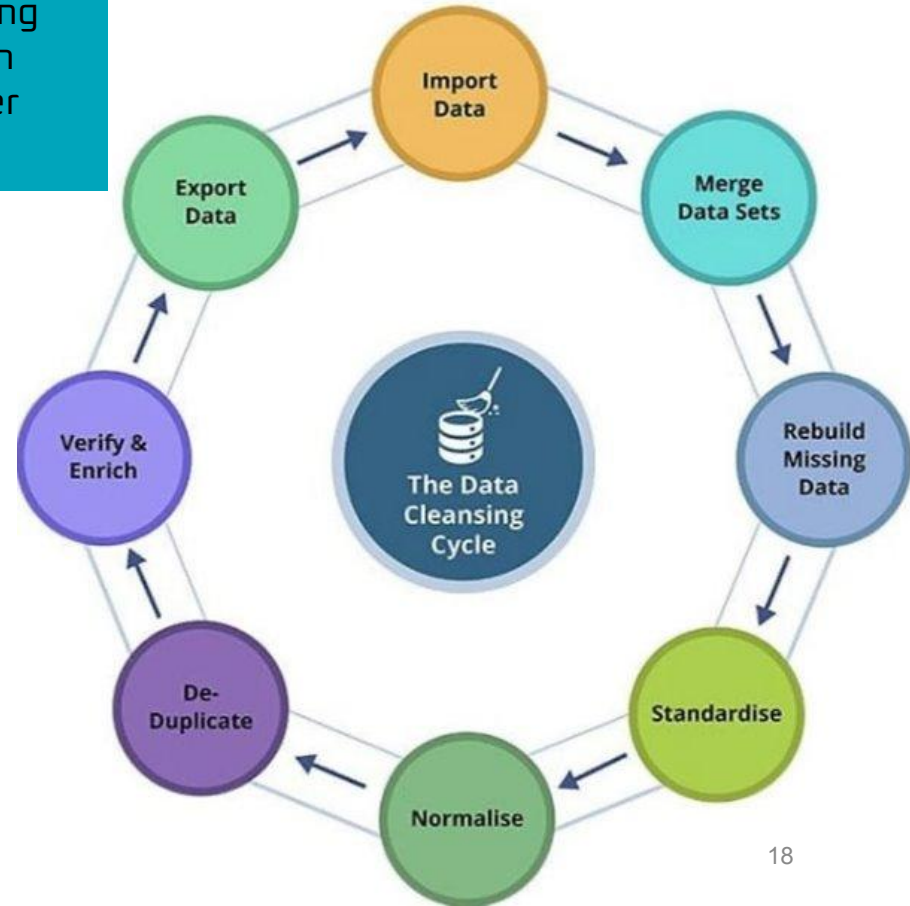 Import
Data
Merge
Data Sets
Rebuild
Missing
Data
Standardise
Normalise
De-
Duplicate
Verify &
Enrich
Export
Data
The Data
Cleansing
Cycle
18